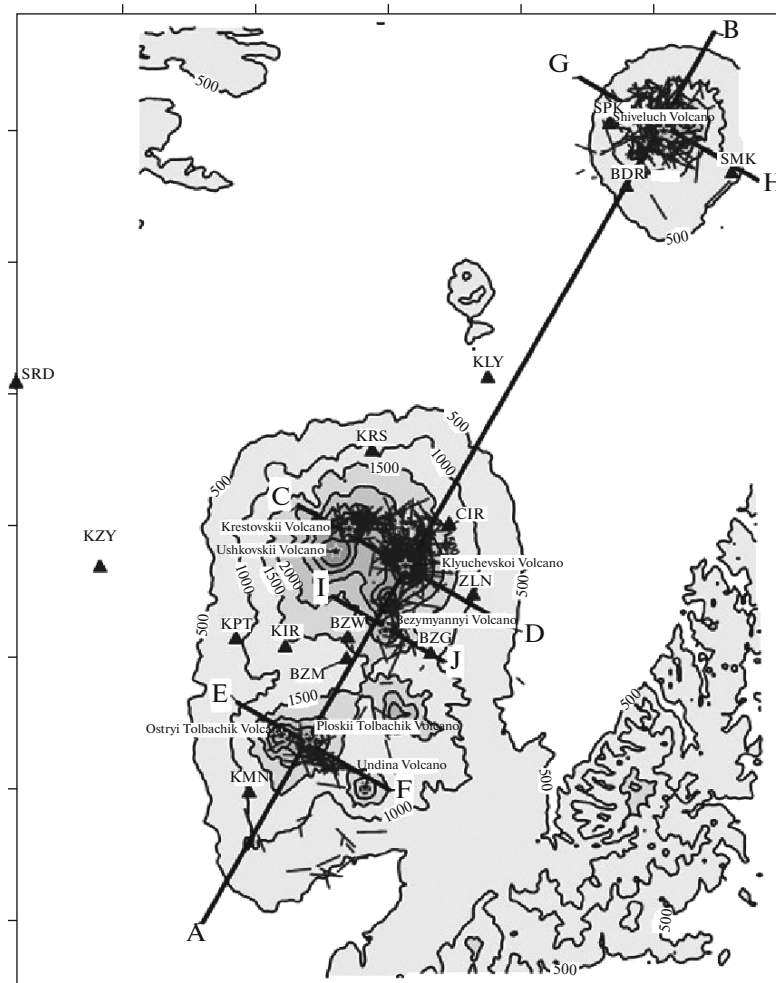 B
G
500
SPK
Shiveluch Volcano
SMK
BDR
H
500
KLY
SRD
500
KRS
1000
1500
500
C
CIR
Krestovskii Volcano
KZY
Ushkovskii Volcano
Klyuchevskoi Volcano
2000
1500
1000
I
ZLN
500
500
KPT
KIR
BZW
Bezymyannyi Volcano
D
BZG
J
BZM
1500
E
500
Ostryi Tolbachik Volcano
Ploskii Tolbachik Volcano
Undina Volcano
500
KMN
F
1000
A
500
500